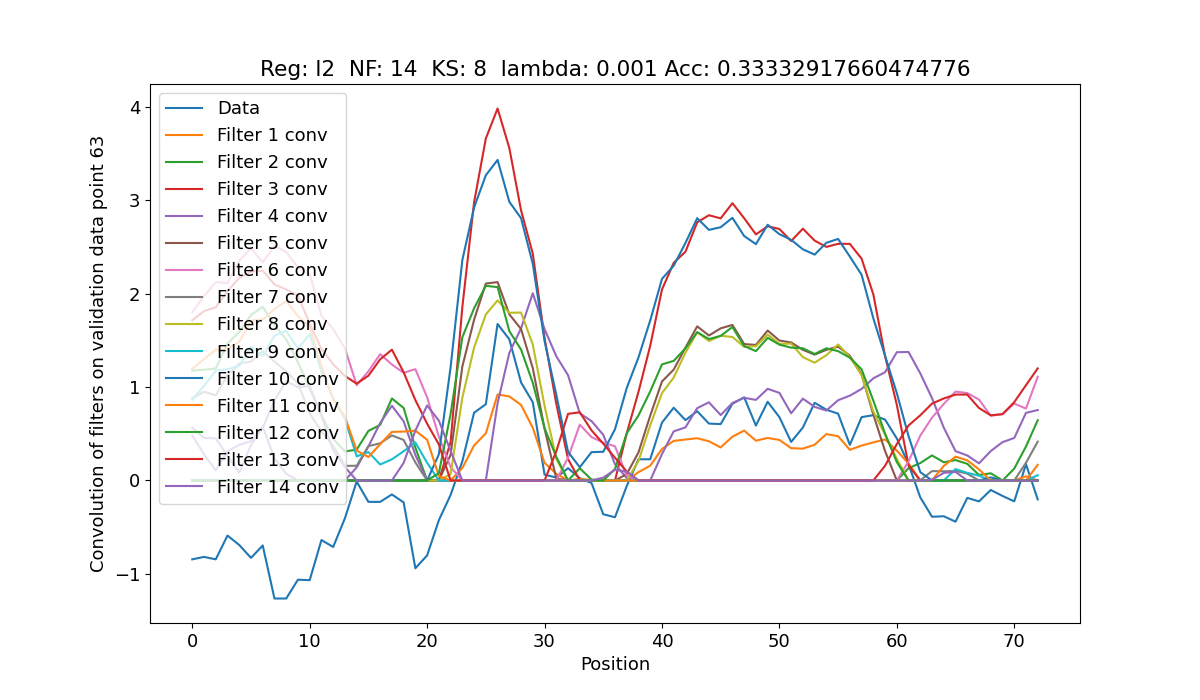 Reg: l2  NF: 14  KS: 8  lambda: 0.001 Acc: 0.33332917660474776
Convolution of filters on validation data point 63
4
3
2
1
0
−1
Data
Filter 1 conv
Filter 2 conv
Filter 3 conv
Filter 4 conv
Filter 5 conv
Filter 6 conv
Filter 7 conv
Filter 8 conv
Filter 9 conv
Filter 10 conv
Filter 11 conv
Filter 12 conv
Filter 13 conv
Filter 14 conv
0 10 20 30 40 50 60 70
Position